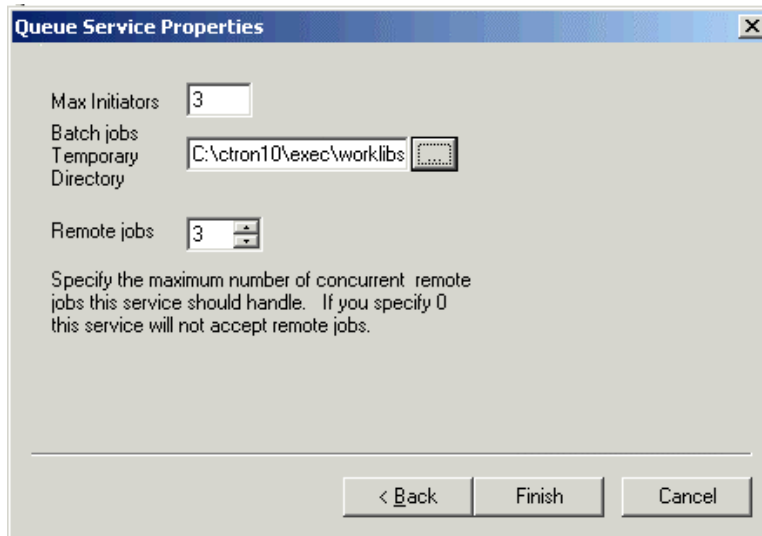 Queue Service Properties
Max Initiators 3
Batch jobs
Temporary
Directory
C:\ctron10\exec\worklibs
...
Remote jobs 3
Specify the maximum number of concurrent remote
jobs this service should handle. If you specify 0
this service will not accept remote jobs.
< Back
Finish
Cancel